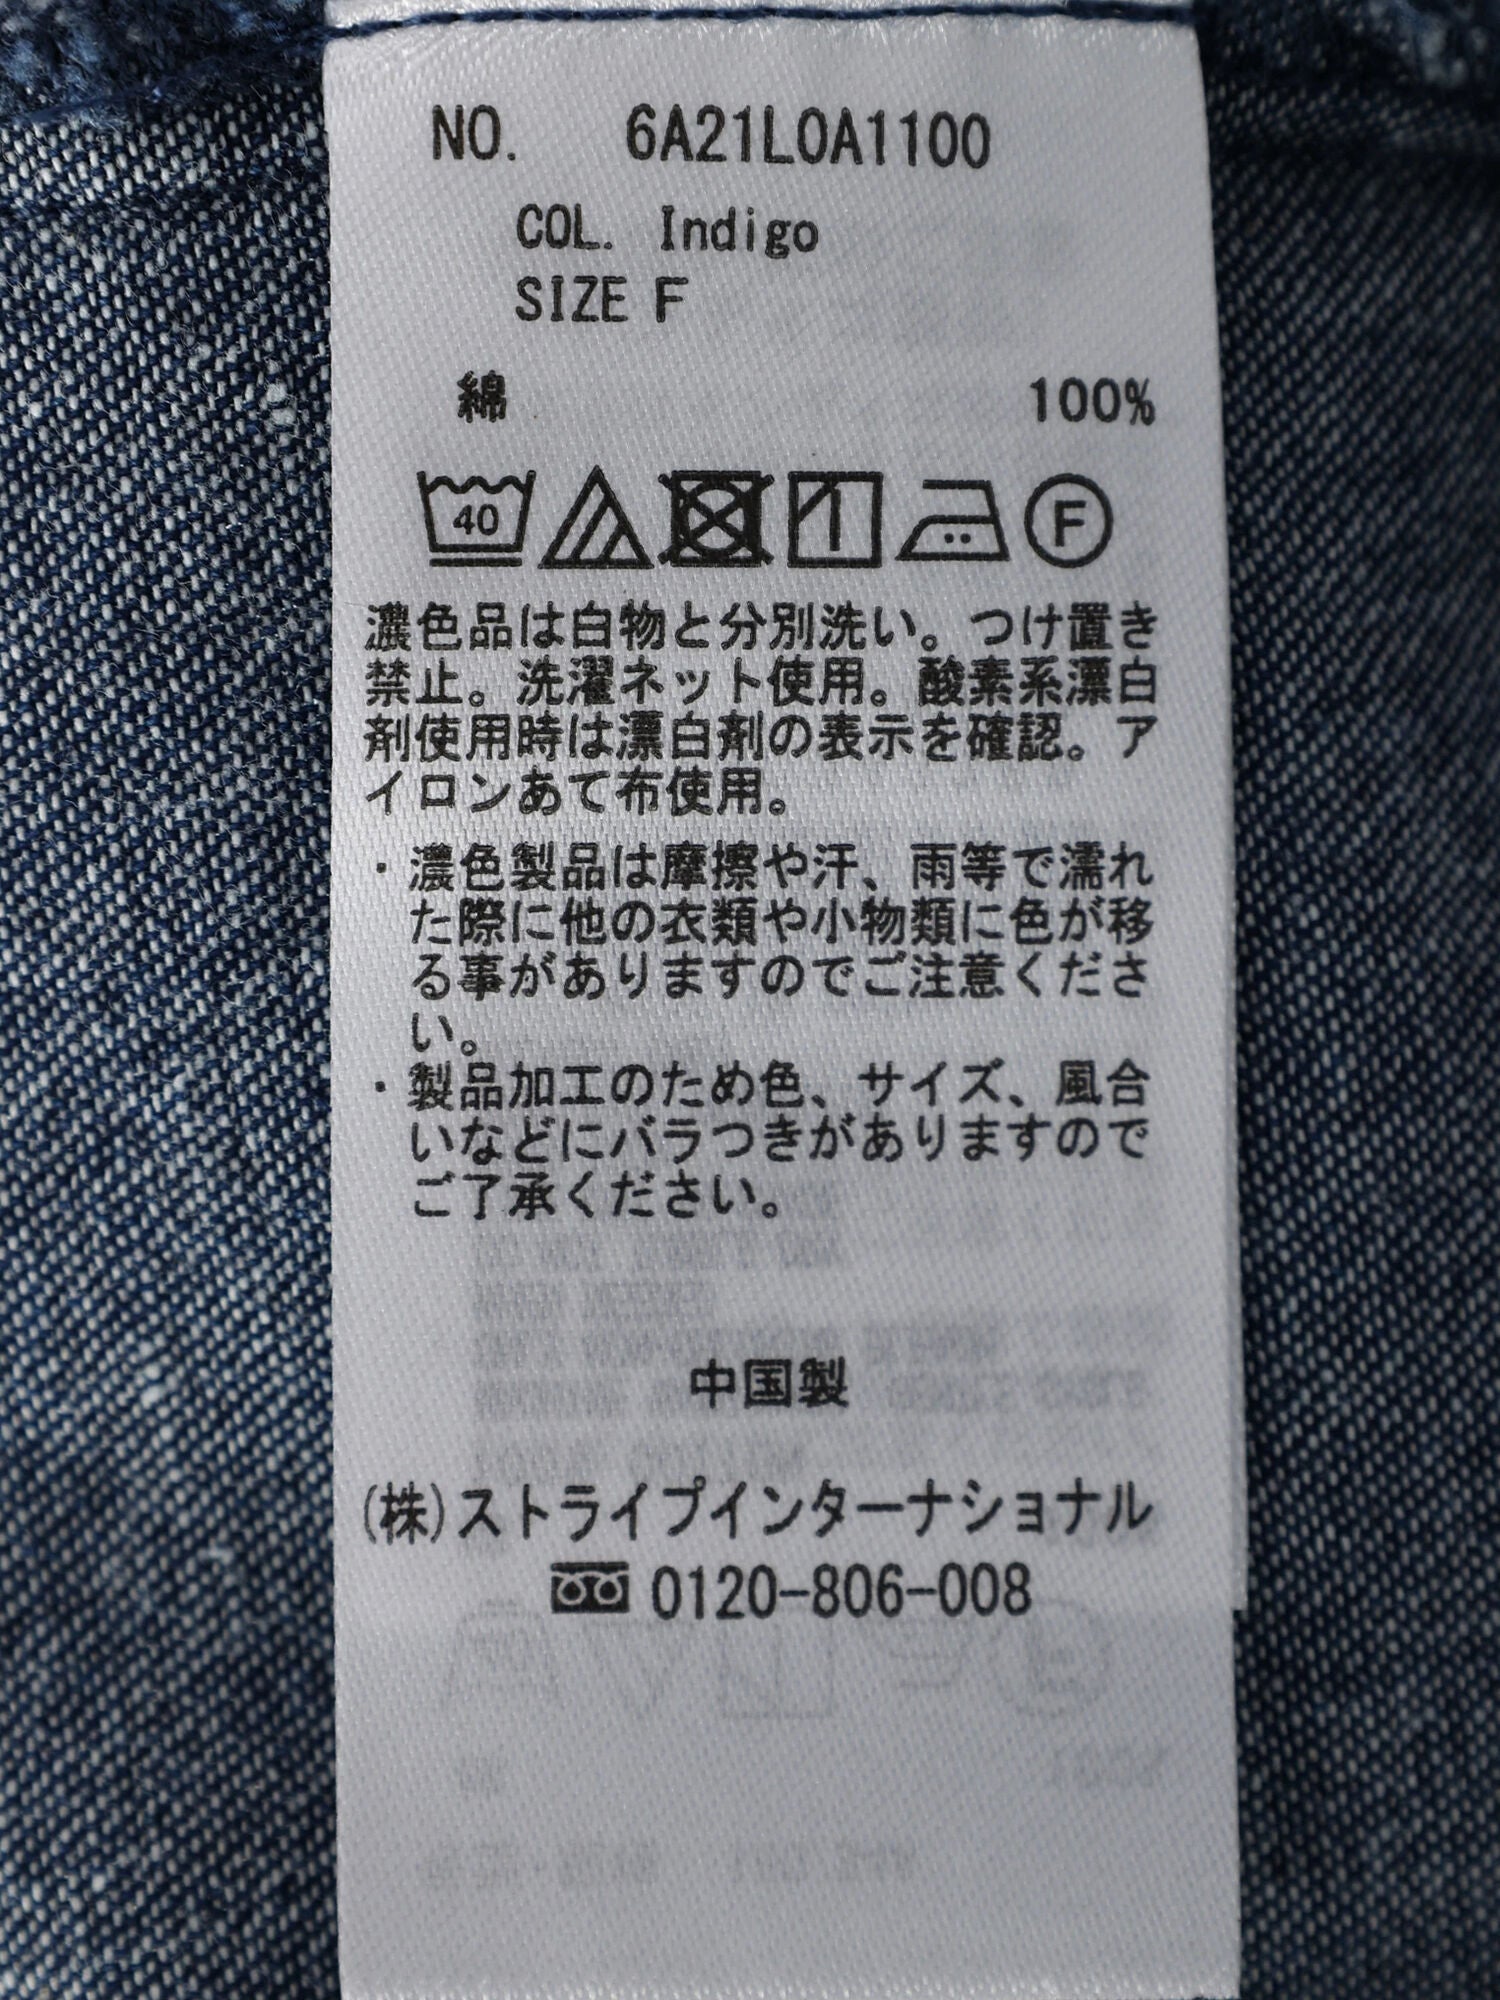 NO. 6A21L0A1100
COL. Indigo
SIZE F
綿 100%
40
F
濃色品は白物と分別洗い。つけ置き
禁止。洗濯ネット使用。酸素系漂白
剤使用時は漂白剤の表示を確認。ア
イロンあて布使用。
・濃色製品は摩擦や汗、雨等で濡れ
た際に他の衣類や小物類に色が移
る事がありますのでご注意くださ
い。
・製品加工のため色、サイズ、風合
いなどにバラつきがありますので
ご了承ください。
中国製
(株)ストライプインターナショナル
0120-806-008